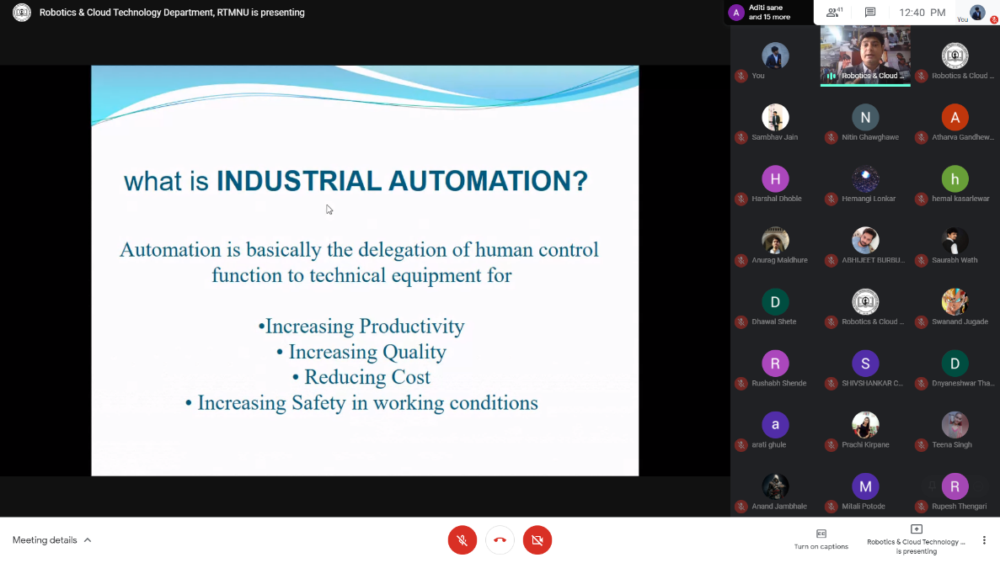 Robotics & Cloud Technology Department, RTMNU is presenting
A
Aditi sane
and 15 more
41
12:40 PM
You
what is INDUSTRIAL AUTOMATION?
Automation is basically the delegation of human control
function to technical equipment for
•Increasing Productivity
• Increasing Quality
• Reducing Cost
• Increasing Safety in working conditions
You
Robotics & Cloud ...
Robotics & Cloud ...
Sambhav Jain
N
Nitin Ghawghawe
A
Atharva Gandhew...
H
Harshal Dhoble
Hemangi Lonkar
h
hemal kasarlewar
Anurag Maldhure
ABHIJEET BURBU...
Saurabh Wath
D
Dhawal Shete
Robotics & Cloud ...
Swanand Jugade
R
Rushabh Shende
S
SHIVSHANKAR C...
D
Dnyaneshwar Tha...
a
arati ghule
Prachi Kirpane
Teena Singh
Anand Jambhale
M
Mitali Potode
R
Rupesh Thengari
Meeting details
CC
Turn on captions
Robotics & Cloud Technology ...
is presenting